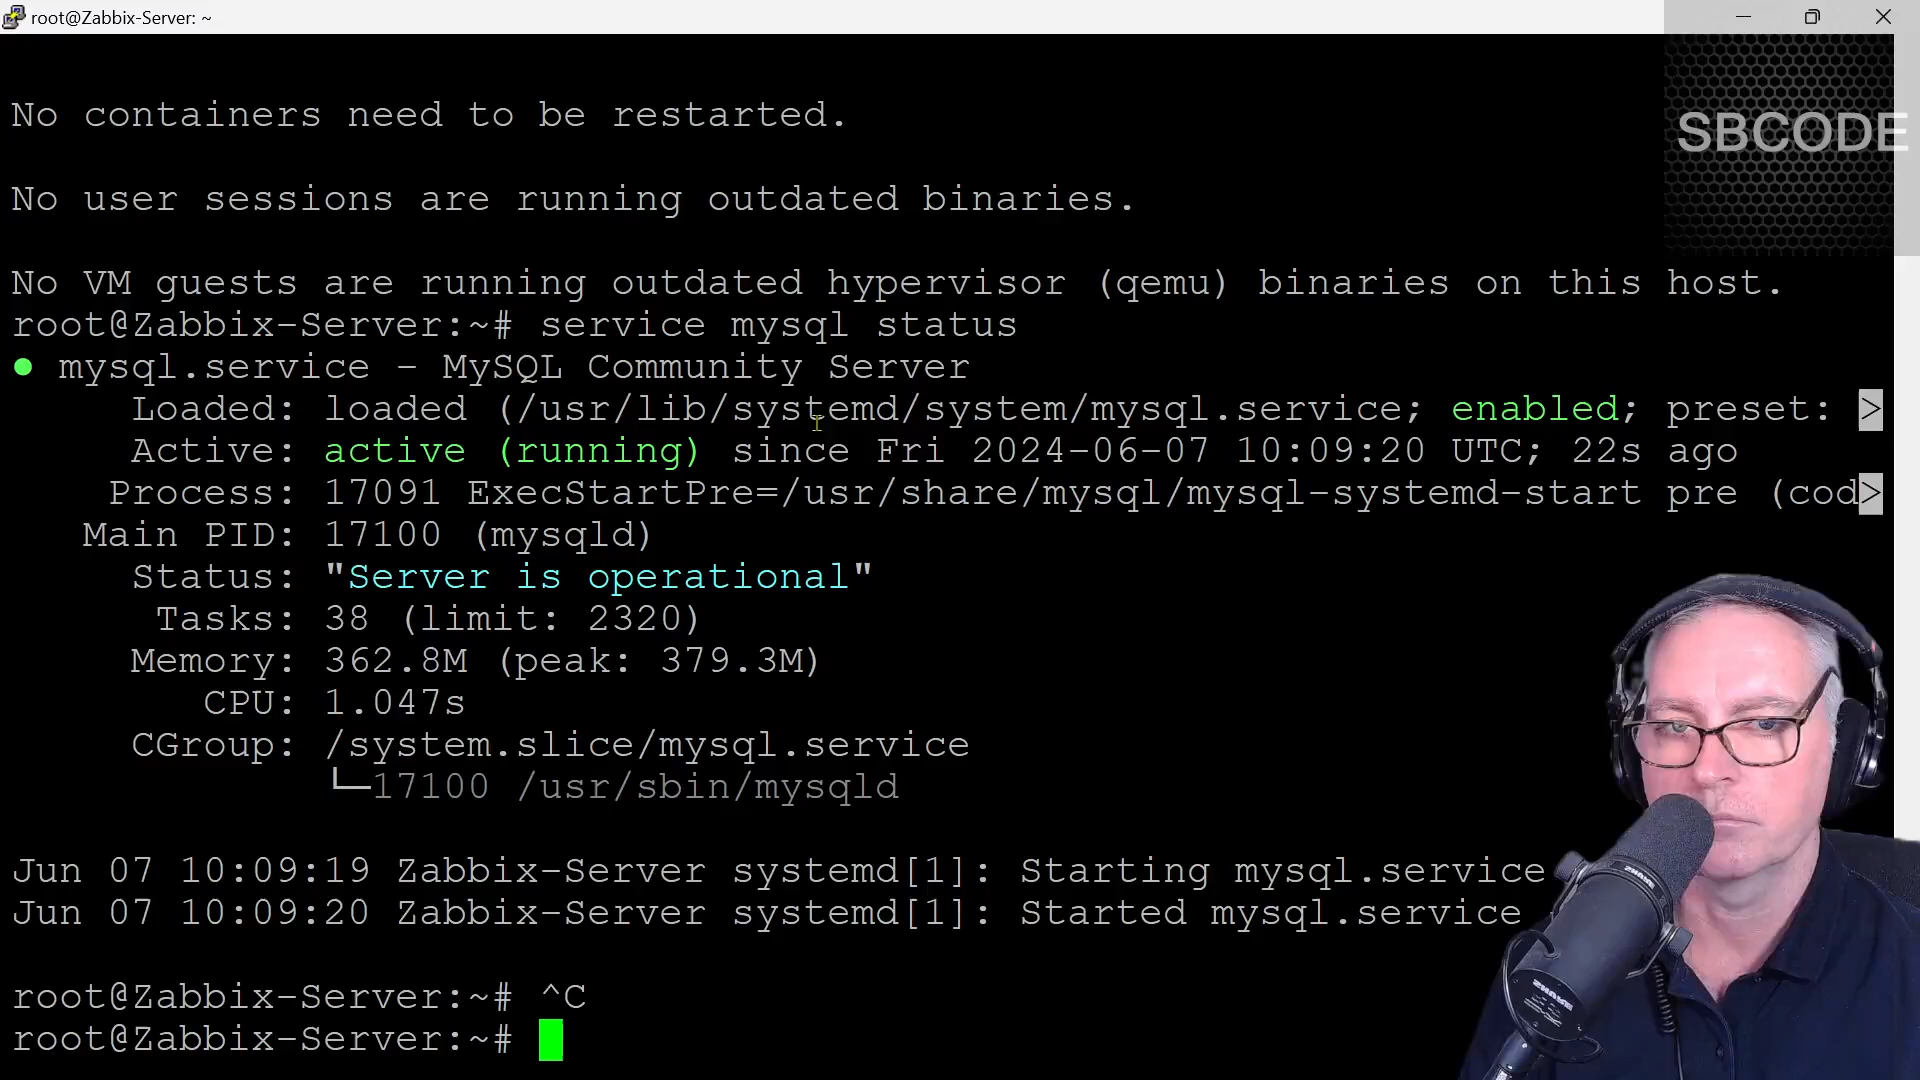 root@Zabbix-Server: ~
SBCODE
No containers need to be restarted.
No user sessions are running outdated binaries.
No VM guests are running outdated hypervisor (qemu) binaries on this host.
root@Zabbix-Server:~# service mysql status
● mysql.service - MySQL Community Server
Loaded: loaded (/usr/lib/systemd/system/mysql.service; enabled; preset: >
Active: active (running) since Fri 2024-06-07 10:09:20 UTC; 22s ago
Process: 17091 ExecStartPre=/usr/share/mysql/mysql-systemd-start pre (cod>
Main PID: 17100 (mysqld)
Status: "Server is operational"
Tasks: 38 (limit: 2320)
Memory: 362.8M (peak: 379.3M)
CPU: 1.047s
CGroup: /system.slice/mysql.service
└─17100 /usr/sbin/mysqld
Jun 07 10:09:19 Zabbix-Server systemd[1]: Starting mysql.service
Jun 07 10:09:20 Zabbix-Server systemd[1]: Started mysql.service
root@Zabbix-Server:~# ^C
root@Zabbix-Server:~#